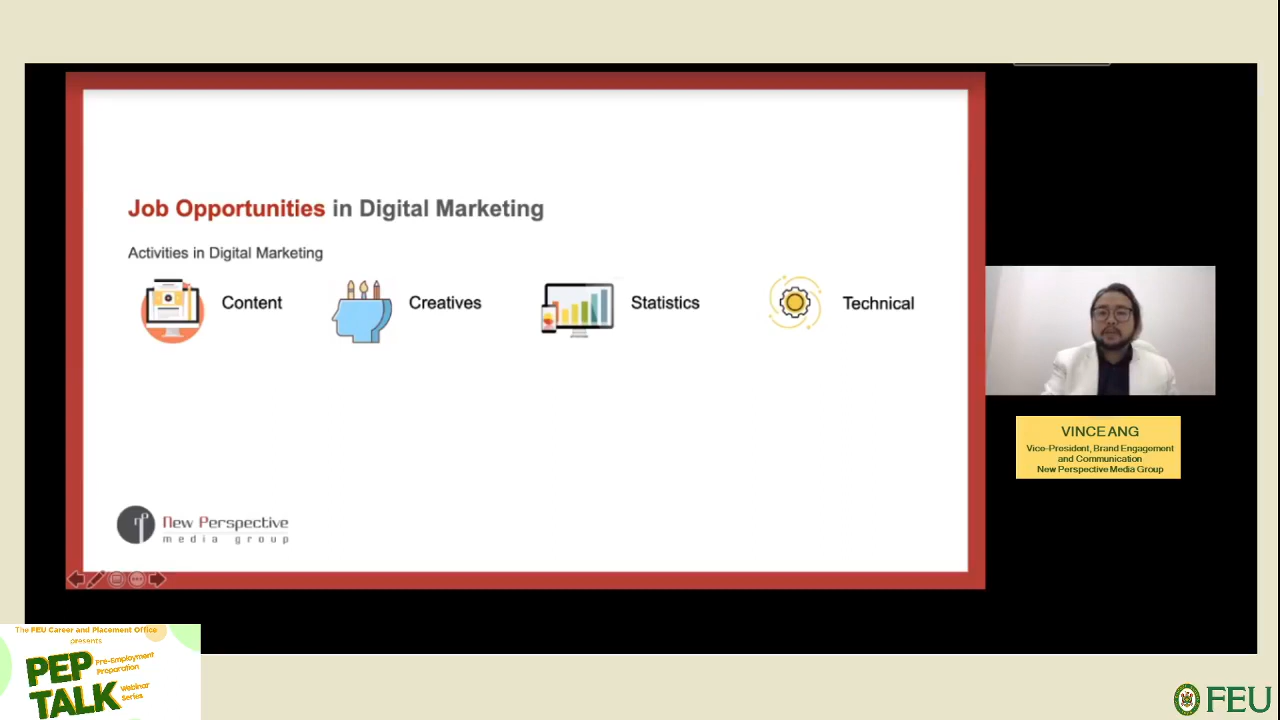 Job Opportunities in Digital Marketing
Activities in Digital Marketing
Content
Creatives
Statistics
Technical
New Perspective
media group
VINCE ANG
Vice-President, Brand Engagement
and Communication
New Perspective Media Group
The FEU Career and Placement Office
presents
PEP
Pre-Employment
Preparation
TALK
Webinar
Series
FEU